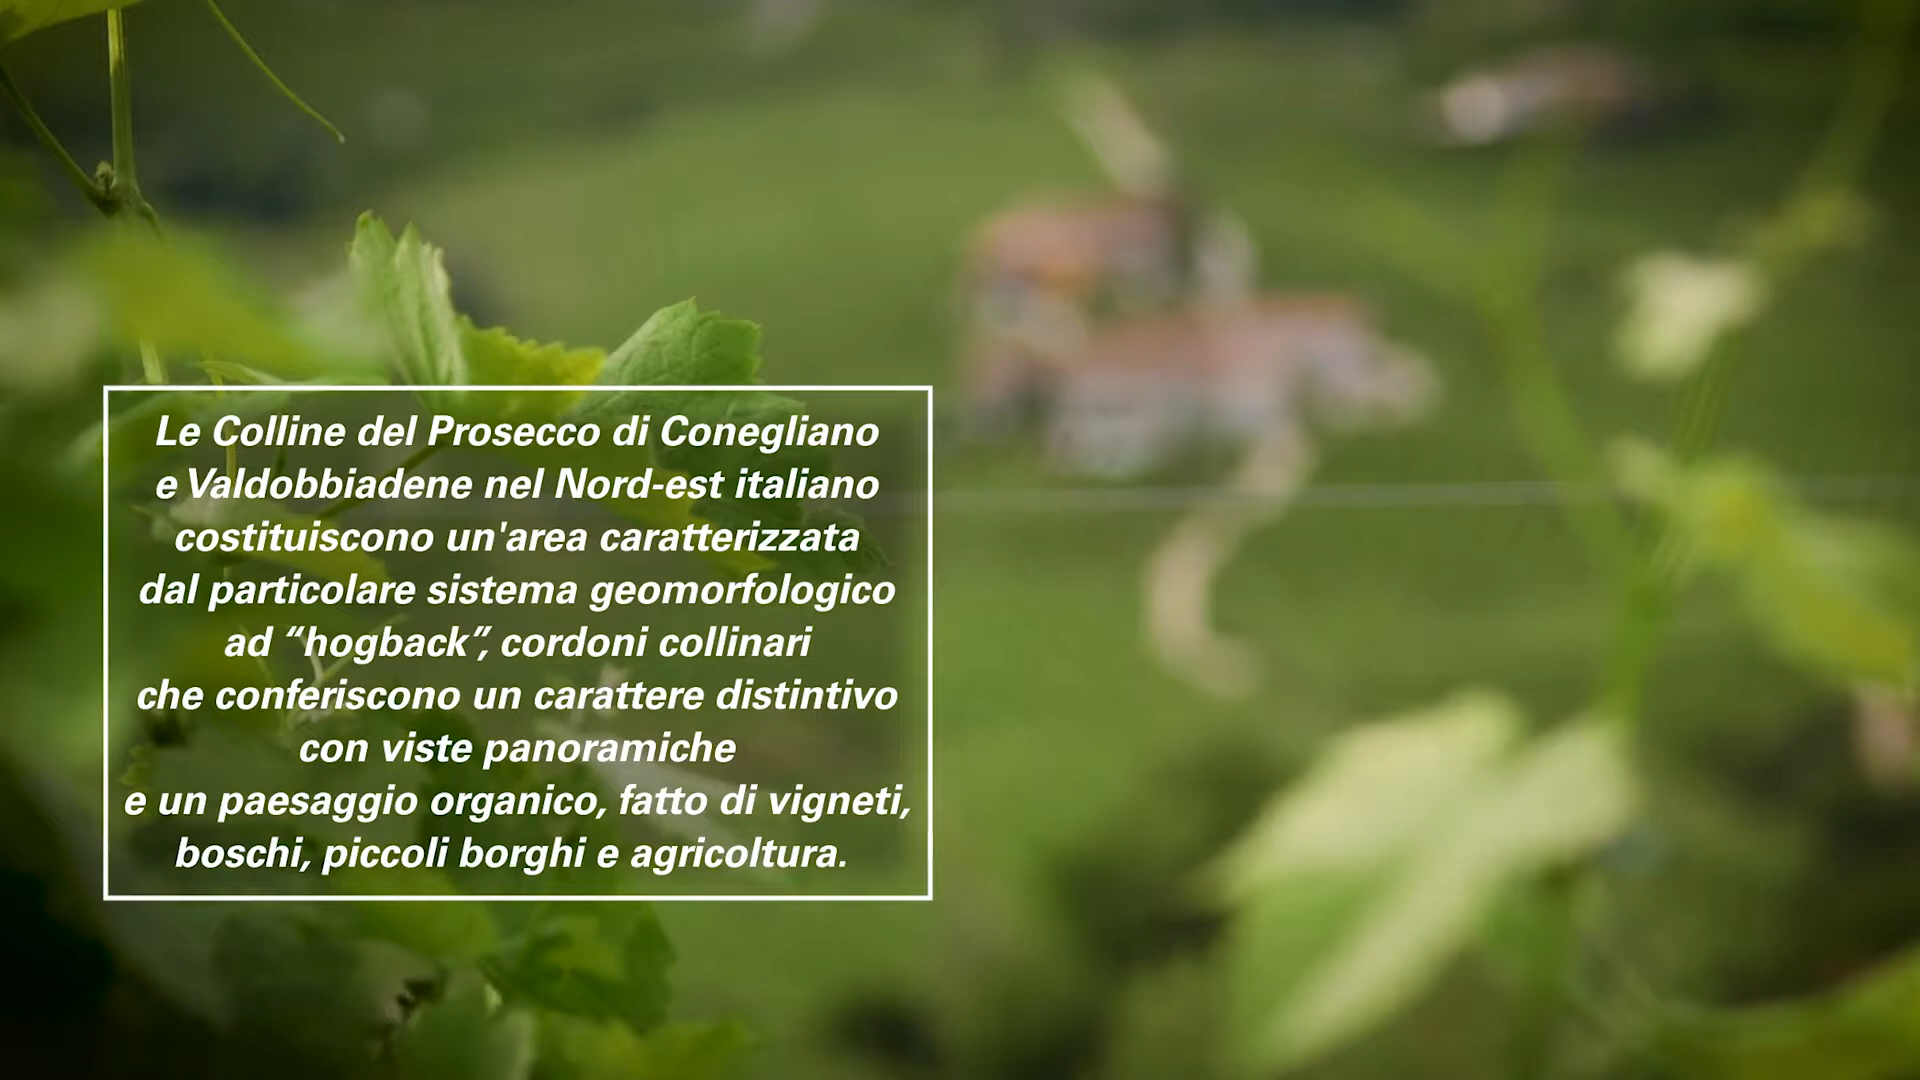 Le Colline del Prosecco di Conegliano
e Valdobbiadene nel Nord-est italiano
costituiscono un'area caratterizzata
dal particolare sistema geomorfologico
ad “hogback”, cordoni collinari
che conferiscono un carattere distintivo
con viste panoramiche
e un paesaggio organico, fatto di vigneti,
boschi, piccoli borghi e agricoltura.